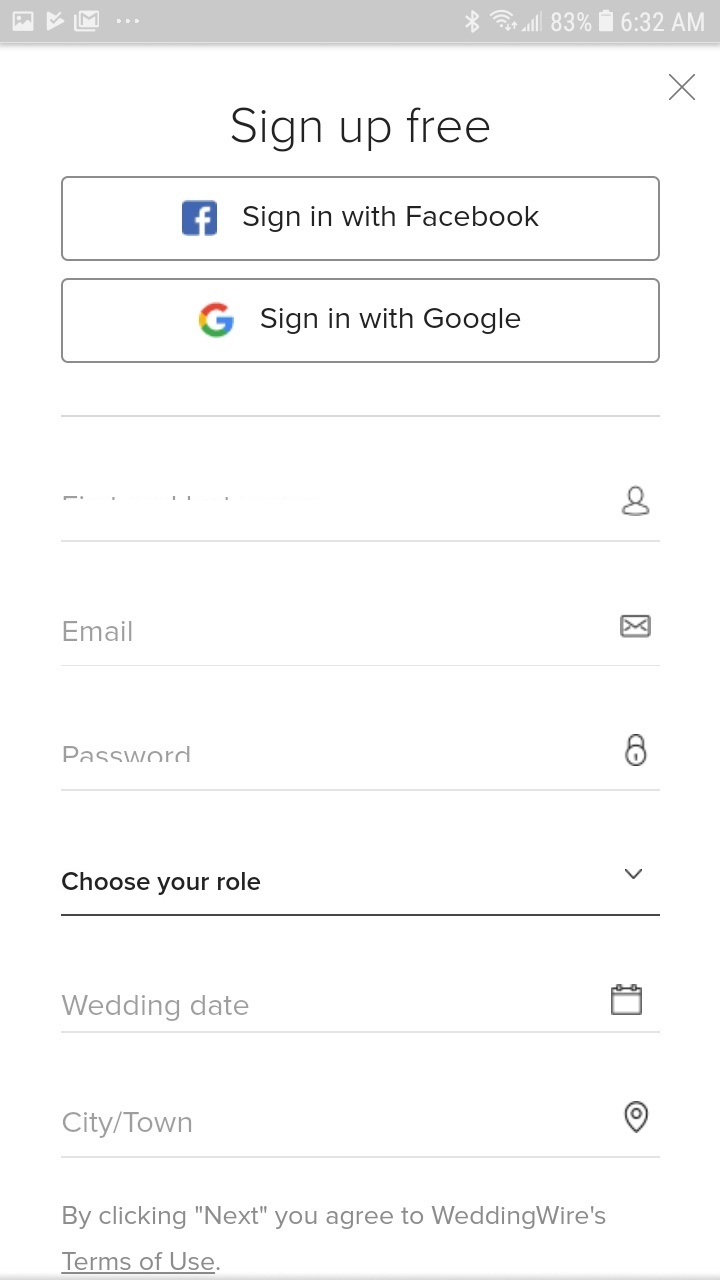 83% 6:32 AM
Sign up free
Sign in with Facebook
Sign in with Google
Email
Password
Choose your role
Wedding date
City/Town
By clicking "Next" you agree to WeddingWire's
Terms of Use.